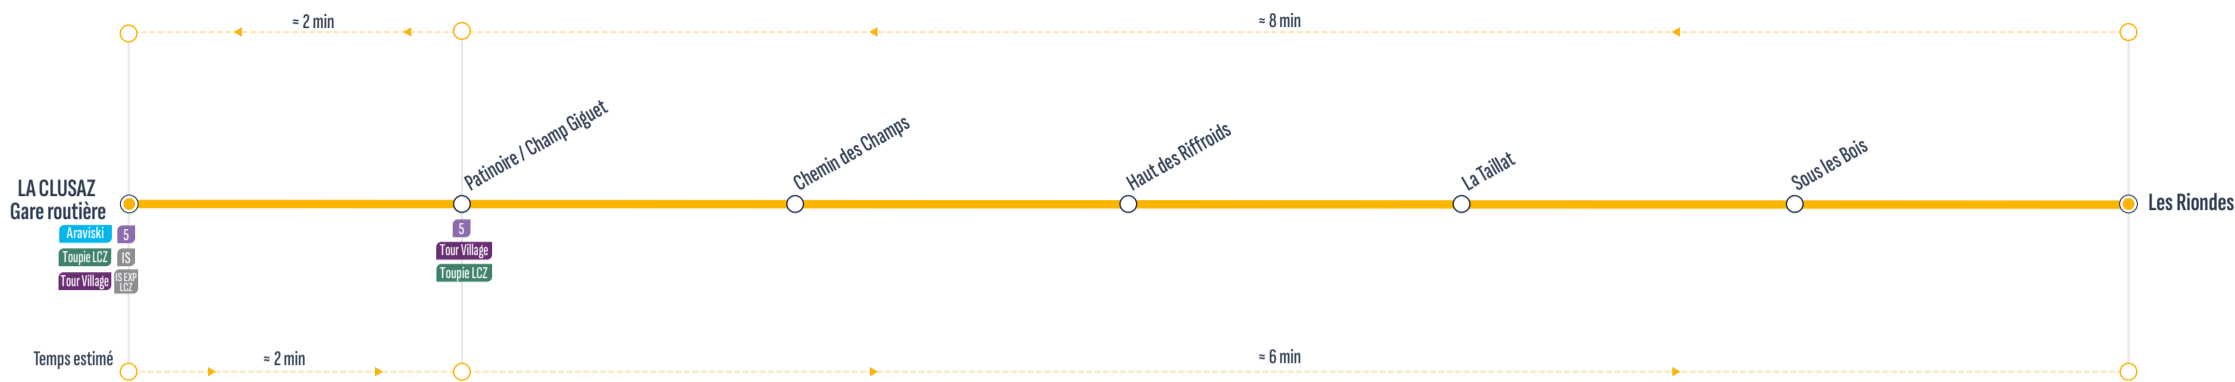 ≈ 2 min
≈ 8 min
Patinoire / Champ Giguet
Chemin des Champs
Haut des Riffroids
La Taillat
Sous les Bois
LA CLUSAZ
Gare routière
Les Riondes
Araviski
5
Toupie LCZ
IS
Tour Village
IS EXP
LCZ
5
Tour Village
Toupie LCZ
Temps estimé
≈ 2 min
≈ 6 min